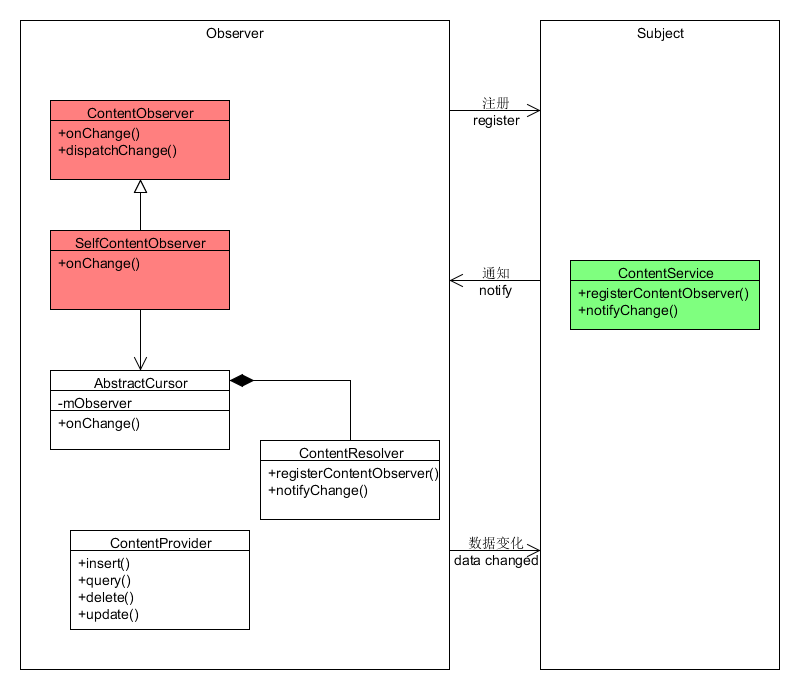 Observer
ContentObserver
+onChange()
+dispatchChange()
SelfContentObserver
+onChange()
AbstractCursor
-mObserver
+onChange()
ContentResolver
+registerContentObserver()
+notifyChange()
ContentProvider
+insert()
+query()
+delete()
+update()
注册
register
通知
notify
数据变化
data changed
Subject
ContentService
+registerContentObserver()
+notifyChange()